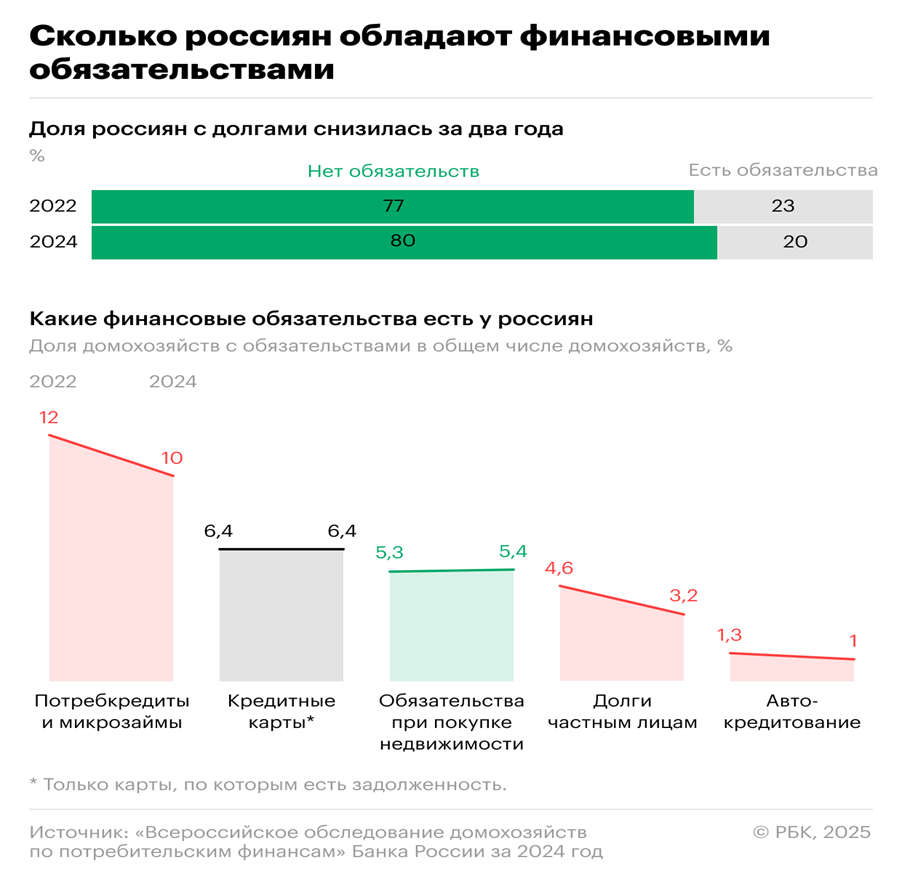 Сколько россиян обладают финансовыми
обязательствами
Доля россиян с долгами снизилась за два года
%
Нет обязательств Есть обязательства
2022 77 23
2024 80 20
Какие финансовые обязательства есть у россиян
Доля домохозяйств с обязательствами в общем числе домохозяйств, %
2022 2024
12 10
6,4 6,4
5,3 5,4
4,6 3,2
1,3 1
Потребкредиты
и микрозаймы
Кредитные
карты*
Обязательства
при покупке
недвижимости
Долги
частным лицам
Авто-
кредитование
* Только карты, по которым есть задолженность.
Источник: «Всероссийское обследование домохозяйств
по потребительским финансам» Банка России за 2024 год
© РБК, 2025